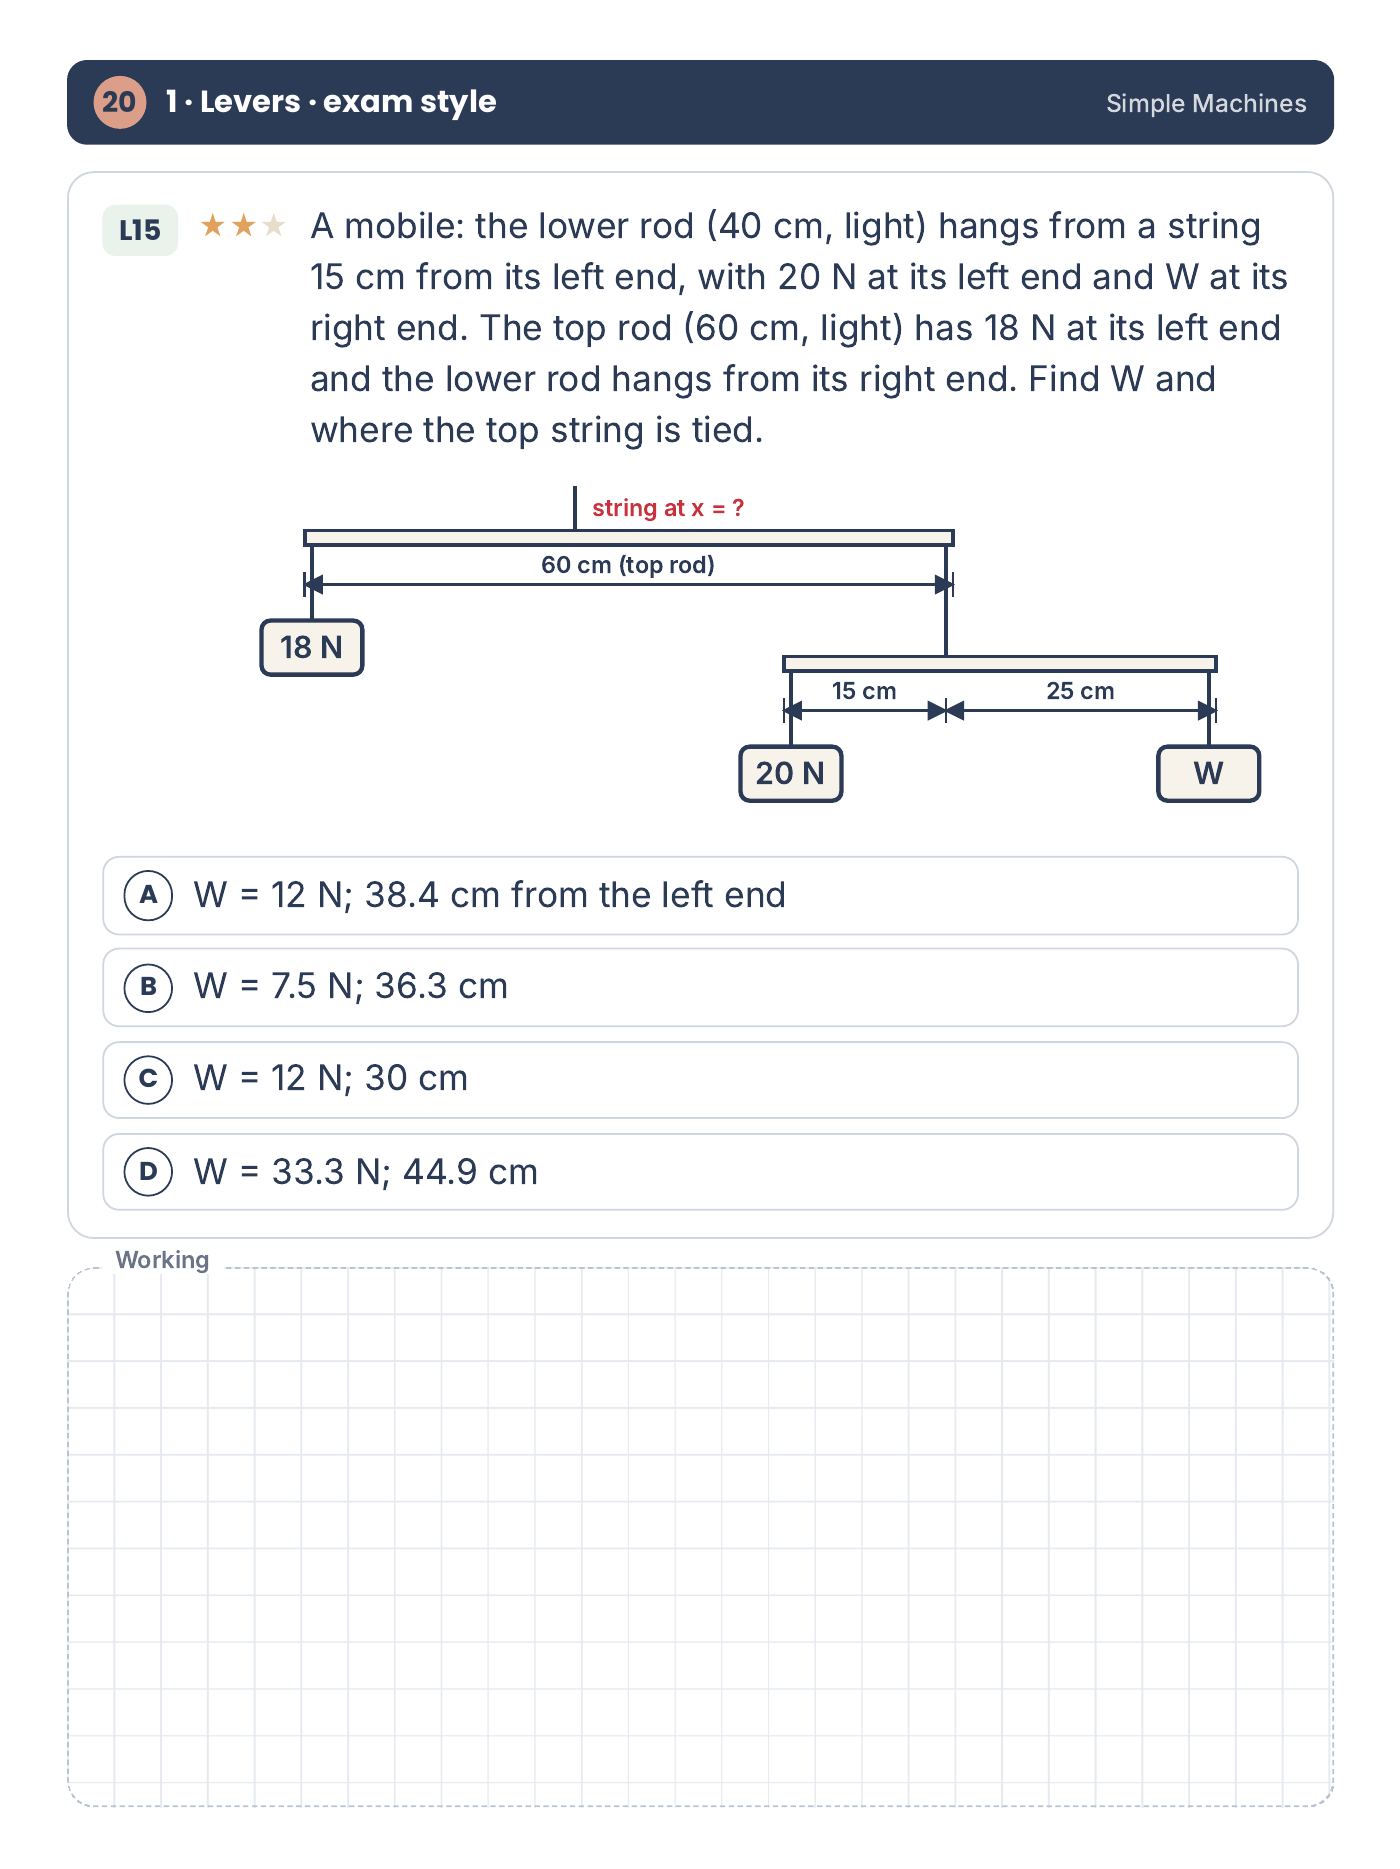 20 1 · Levers · exam style Simple Machines
L15 ★★★ A mobile: the lower rod (40 cm, light) hangs from a string
15 cm from its left end, with 20 N at its left end and W at its
right end. The top rod (60 cm, light) has 18 N at its left end
and the lower rod hangs from its right end. Find W and
where the top string is tied.
string at x = ?
60 cm (top rod)
18 N
15 cm 25 cm
20 N W
A W = 12 N; 38.4 cm from the left end
B W = 7.5 N; 36.3 cm
C W = 12 N; 30 cm
D W = 33.3 N; 44.9 cm
Working